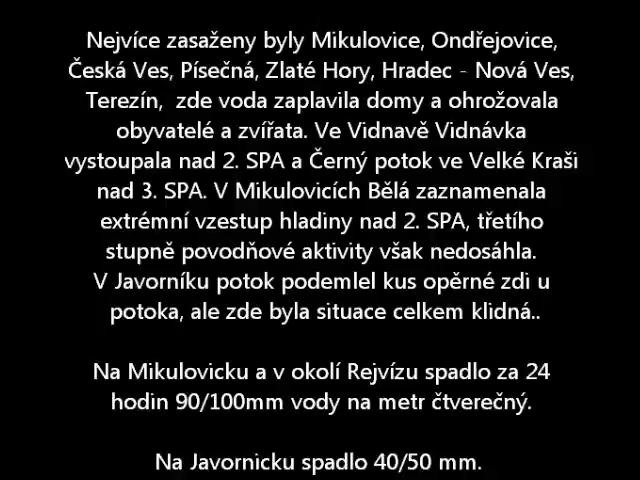 Nejvíce zasaženy byly Mikulovice, Ondřejovice,
Česká Ves, Písečná, Zlaté Hory, Hradec - Nová Ves,
Terezín, zde voda zaplavila domy a ohrožovala
obyvatelé a zvířata. Ve Vidnavě Vidnávka
vystoupala nad 2. SPA a Černý potok ve Velké Kraši
nad 3. SPA. V Mikulovicích Bělá zaznamenala
extrémní vzestup hladiny nad 2. SPA, třetího
stupně povodňové aktivity však nedosáhla.
V Javorníku potok podemlel kus opěrné zdi u
potoka, ale zde byla situace celkem klidná..
Na Mikulovicku a v okolí Rejvízu spadlo za 24
hodin 90/100mm vody na metr čtverečný.
Na Javornicku spadlo 40/50 mm.